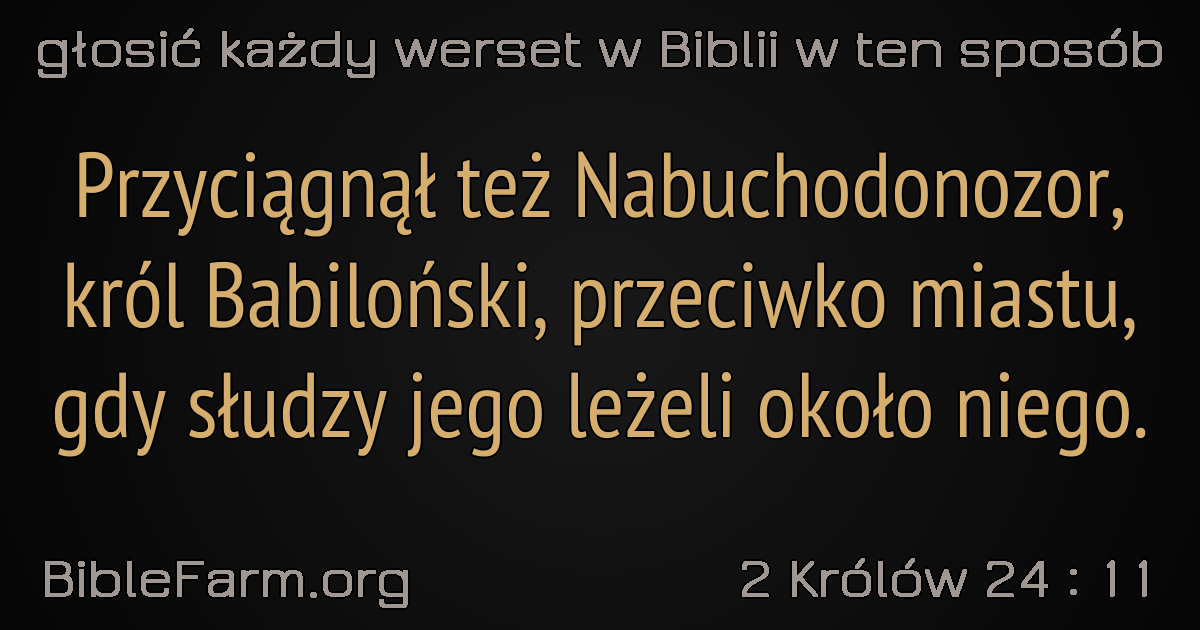 głosić każdy werset w Biblii w ten sposób
Przyciągnął też Nabuchodonozor,
król Babiloński, przeciwko miastu,
gdy słudzy jego leżeli około niego.
BibleFarm.org
2 Królów 24 : 11